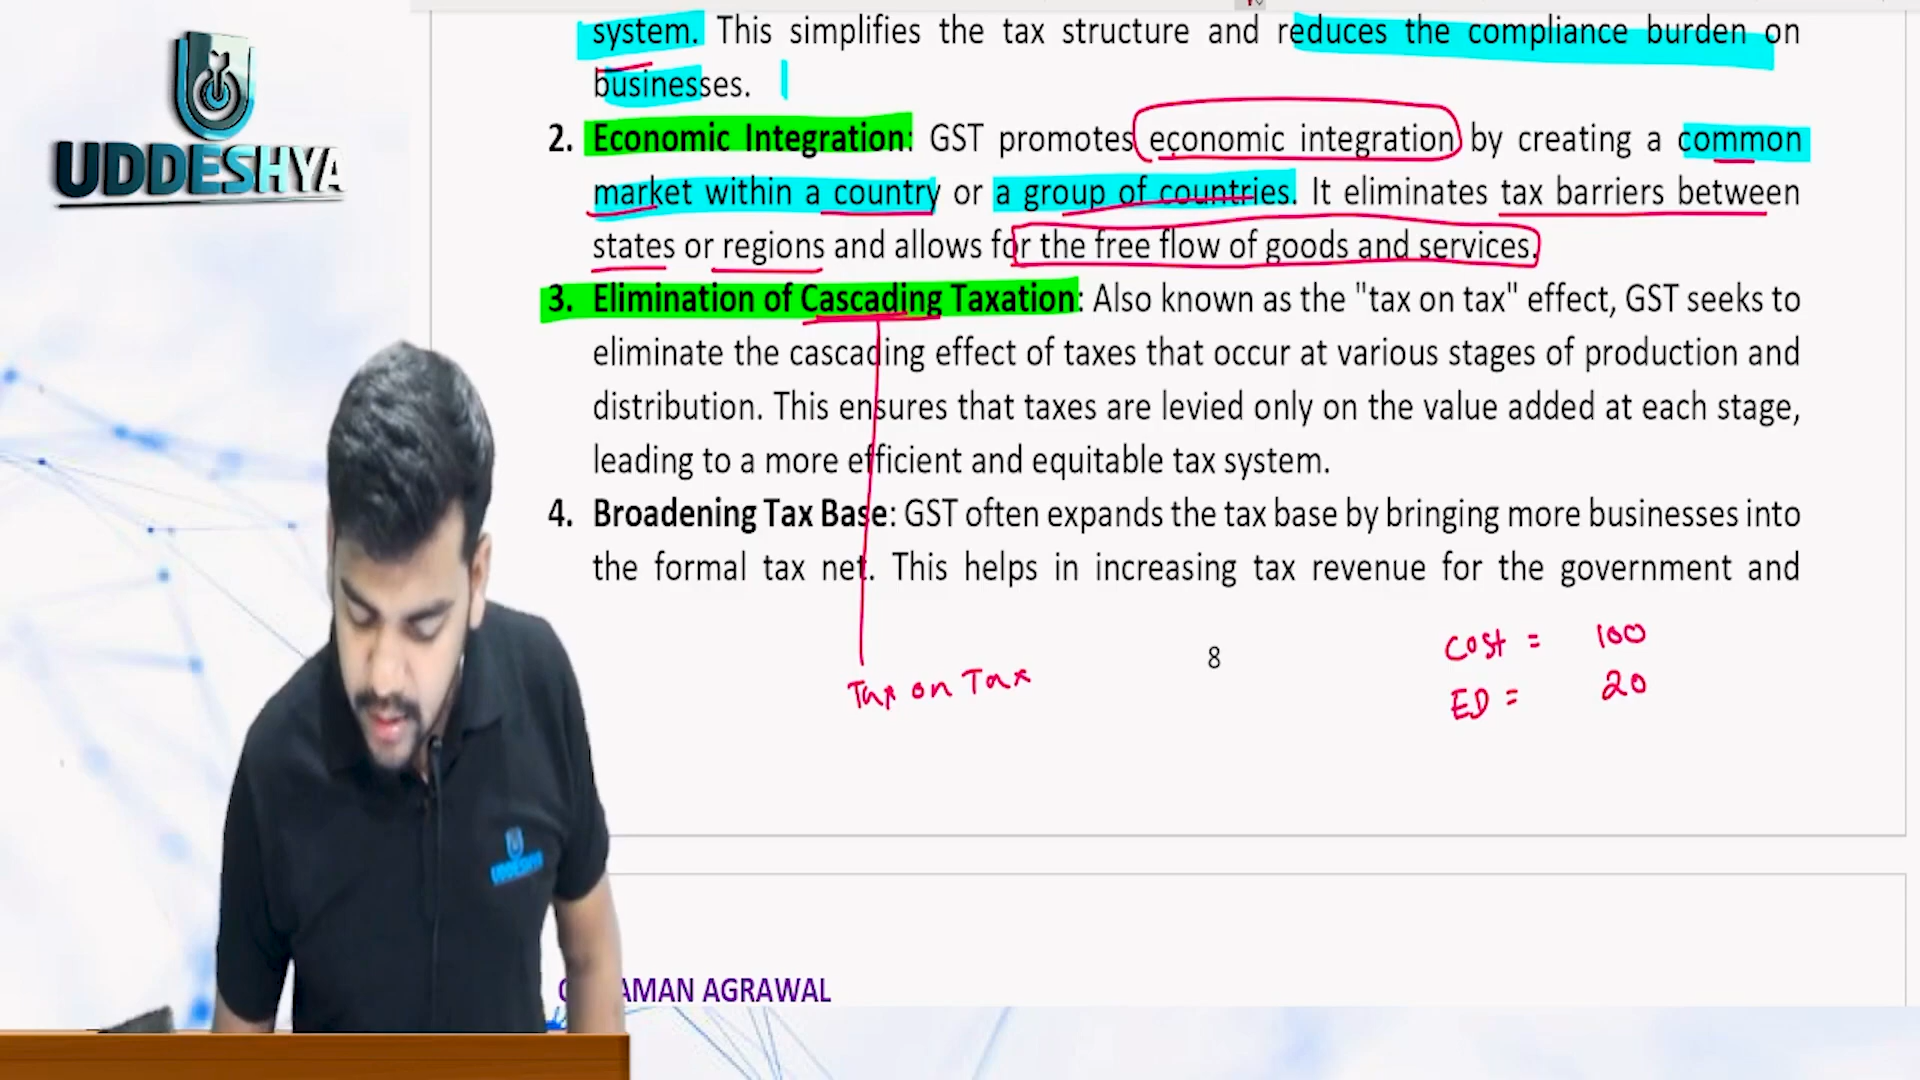 system. This simplifies the tax structure and reduces the compliance burden on
businesses.
2. Economic Integration: GST promotes economic integration by creating a common
market within a country or a group of countries. It eliminates tax barriers between
states or regions and allows for the free flow of goods and services.
3. Elimination of Cascading Taxation: Also known as the "tax on tax" effect, GST seeks to
eliminate the cascading effect of taxes that occur at various stages of production and
distribution. This ensures that taxes are levied only on the value added at each stage,
leading to a more efficient and equitable tax system.
4. Broadening Tax Base: GST often expands the tax base by bringing more businesses into
the formal tax net. This helps in increasing tax revenue for the government and
Cost = 100
8
Tax on Tax
ED = 20
AMAN AGRAWAL
UDDESHYA
UDDESHYA